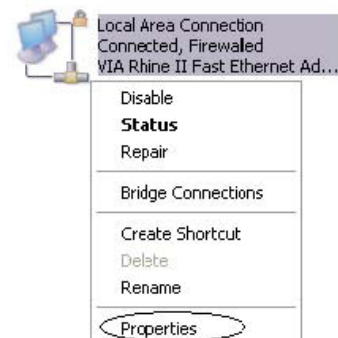 Local Area Connection
Connected, Firewaled
VIA Rhine II Fast Ethernet Ad...
Disable
Status
Repair
Bridge Connections
Create Shortcut
Delete
Rename
Properties